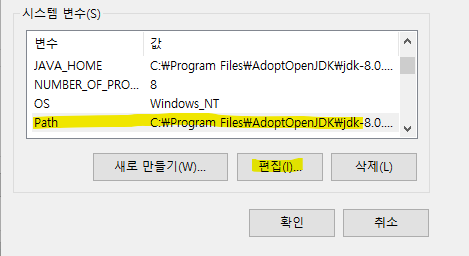 시스템 변수(S)
변수 값
JAVA_HOME C:₩Program Files₩AdoptOpenJDK₩jdk-8.0....
NUMBER_OF_PRO... 8
OS Windows_NT
Path C:₩Program Files₩AdoptOpenJDK₩jdk-8.0....
새로 만들기(W)... 편집(I)... 삭제(L)
확인 취소